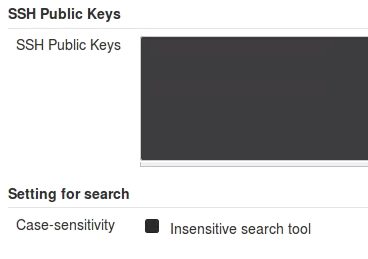 SSH Public Keys
SSH Public Keys
Setting for search
Case-sensitivity Insensitive search tool